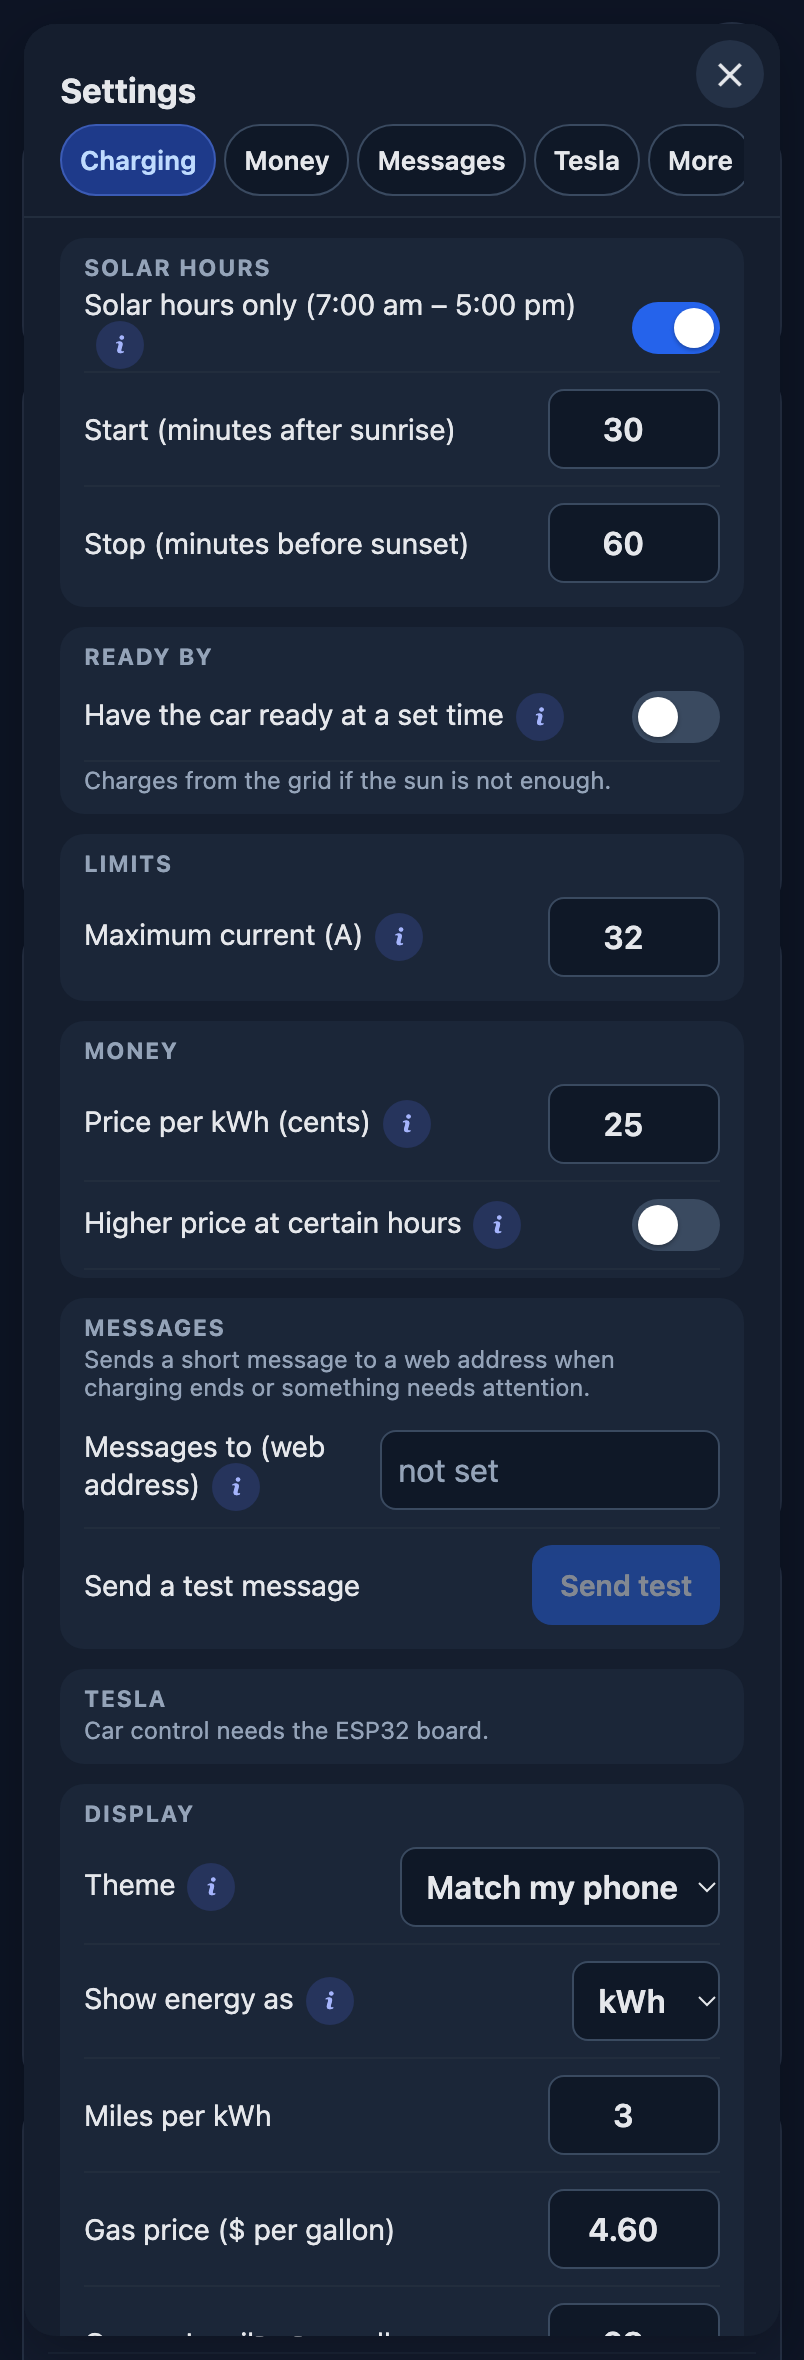 Settings
Charging Money Messages Tesla More
SOLAR HOURS
Solar hours only (7:00 am – 5:00 pm)
i
Start (minutes after sunrise) 30
Stop (minutes before sunset) 60
READY BY
Have the car ready at a set time i
Charges from the grid if the sun is not enough.
LIMITS
Maximum current (A) i 32
MONEY
Price per kWh (cents) i 25
Higher price at certain hours i
MESSAGES
Sends a short message to a web address when
charging ends or something needs attention.
Messages to (web
address) i not set
Send a test message Send test
TESLA
Car control needs the ESP32 board.
DISPLAY
Theme i Match my phone
Show energy as i kWh
Miles per kWh 3
Gas price ($ per gallon) 4.60